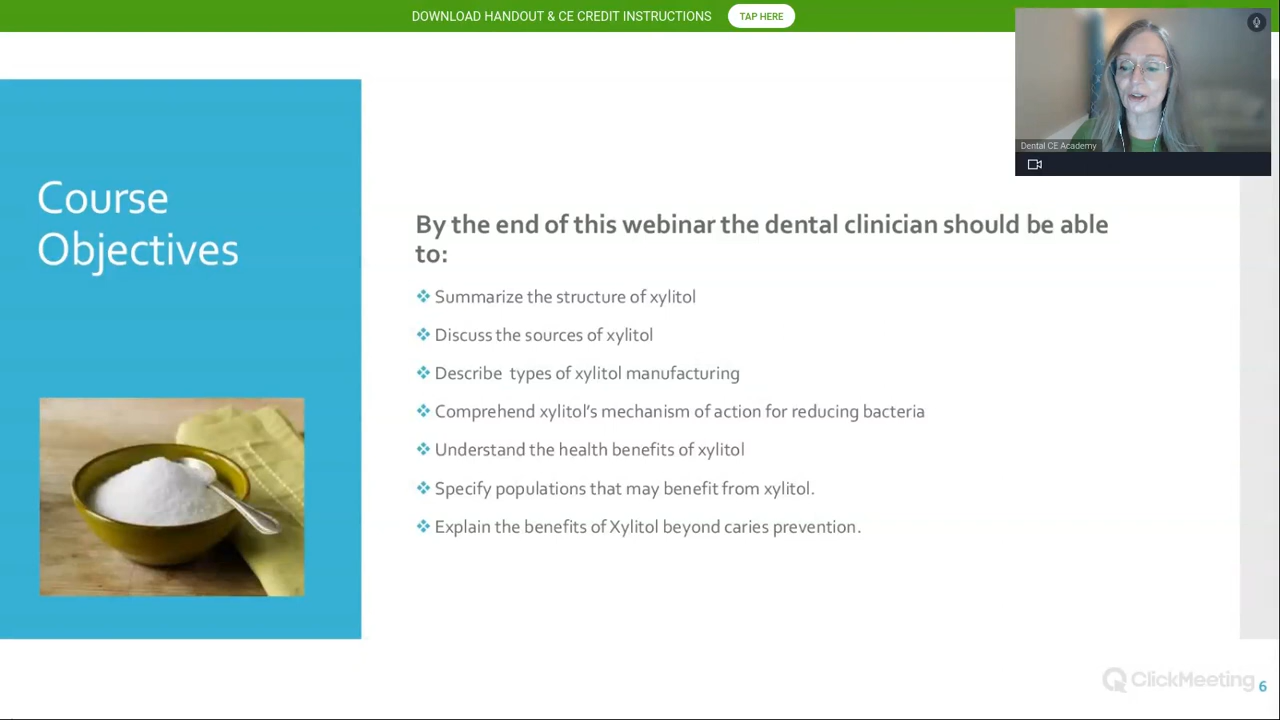 DOWNLOAD HANDOUT & CE CREDIT INSTRUCTIONS TAP HERE
Dental CE Academy
Course
Objectives
By the end of this webinar the dental clinician should be able
to:
Summarize the structure of xylitol
Discuss the sources of xylitol
Describe types of xylitol manufacturing
Comprehend xylitol's mechanism of action for reducing bacteria
Understand the health benefits of xylitol
Specify populations that may benefit from xylitol.
Explain the benefits of Xylitol beyond caries prevention.
ClickMeeting
6